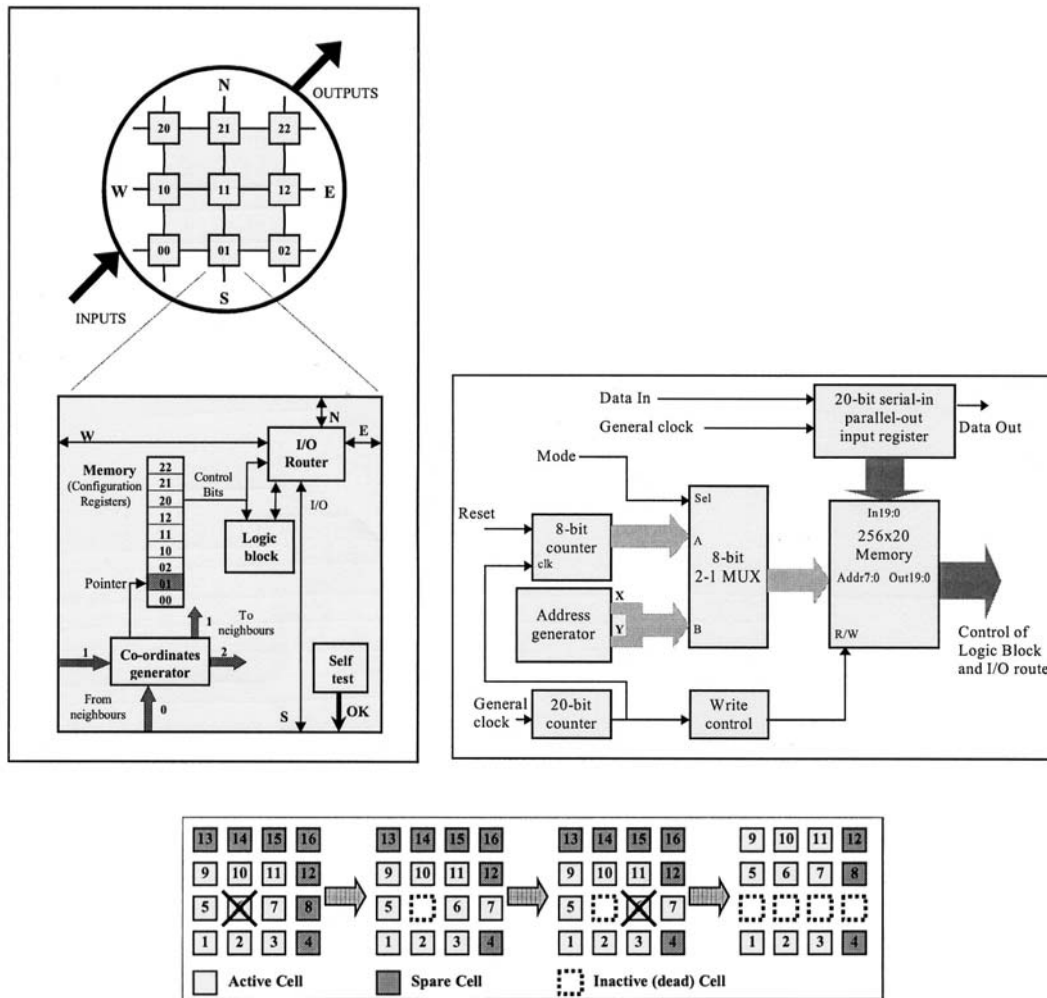 N
OUTPUTS
20 21 22
W 10 11 12 E
00 01 02
S
INPUTS
N
W
E
I/O
Router
Memory
(Configuration
Registers)
22
21
20
12
11
10
02
01
00
Control
Bits
I/O
Logic
block
Pointer
To
neighbours
1
1
Co-ordinates
generator
2
From
neighbours
0
Self
test
OK
S
Data In
General clock
20-bit serial-in
parallel-out
input register
Data Out
Mode
Reset
8-bit
counter
clk
Sel
A
8-bit
2-1 MUX
B
Address
generator
X
Y
In19:0
256x20
Memory
Addr7:0 Out19:0
R/W
Control of
Logic Block
and I/O route
General
clock
20-bit
counter
Write
control
13 14 15 16
9 10 11 12
5 7 8
1 2 3 4
13 14 15 16
9 10 11 12
5 6 7
1 2 3 4
13 14 15 16
9 10 11 12
5 7
1 2 3 4
9 10 11 12
5 6 7 8
1 2 3 4
Active Cell
Spare Cell
Inactive (dead) Cell